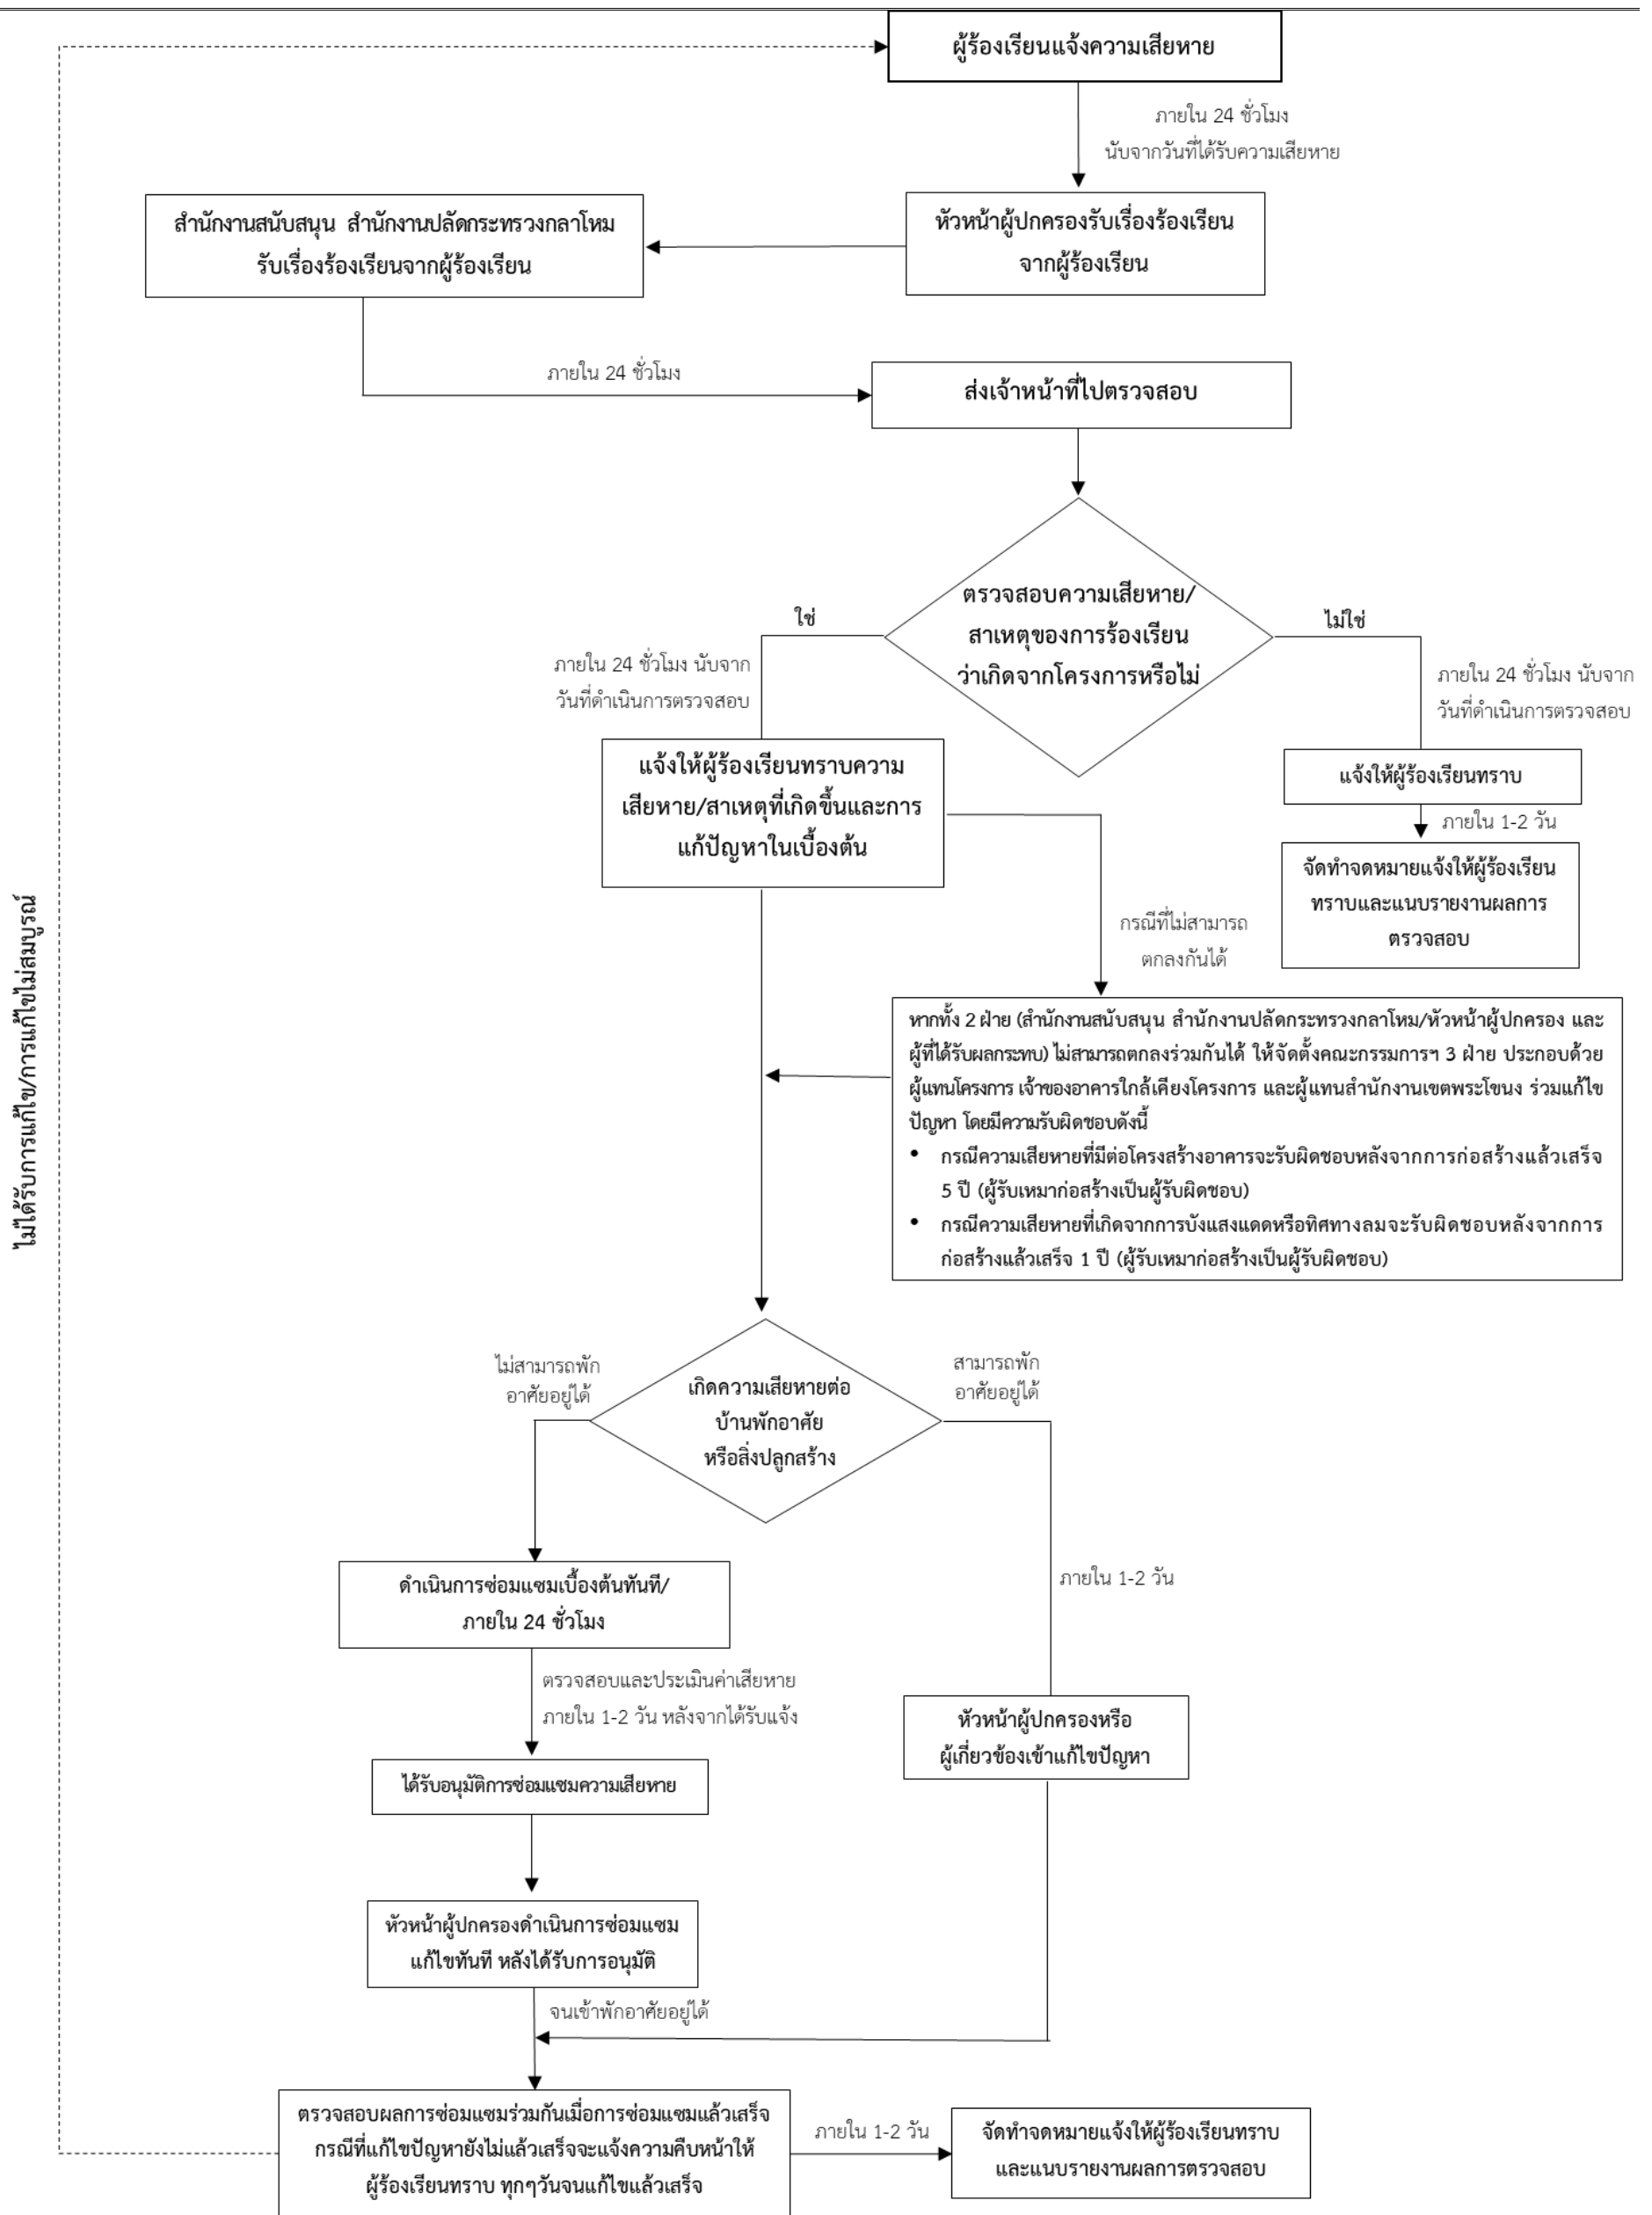 ผู้ร้องเรียนแจ้งความเสียหาย
ภายใน 24 ชั่วโมง
นับจากวันที่ได้รับความเสียหาย
หัวหน้าผู้ปกครองรับเรื่องร้องเรียน
จากผู้ร้องเรียน
สำนักงานสนับสนุน สำนักงานปลัดกระทรวงกลาโหม
รับเรื่องร้องเรียนจากผู้ร้องเรียน
ภายใน 24 ชั่วโมง
ส่งเจ้าหน้าที่ไปตรวจสอบ
ตรวจสอบความเสียหาย/
สาเหตุของการร้องเรียน
ว่าเกิดจากโครงการหรือไม่
ใช่
ภายใน 24 ชั่วโมง นับจาก
วันที่ดำเนินการตรวจสอบ
ไม่ใช่
ภายใน 24 ชั่วโมง นับจาก
วันที่ดำเนินการตรวจสอบ
แจ้งให้ผู้ร้องเรียนทราบความ
เสียหาย/สาเหตุที่เกิดขึ้นและการ
แก้ปัญหาในเบื้องต้น
แจ้งให้ผู้ร้องเรียนทราบ
ภายใน 1-2 วัน
จัดทำจดหมายแจ้งให้ผู้ร้องเรียน
ทราบและแนบรายงานผลการ
ตรวจสอบ
กรณีที่ไม่สามารถ
ตกลงกันได้
หากทั้ง 2 ฝ่าย (สำนักงานสนับสนุน สำนักงานปลัดกระทรวงกลาโหม/หัวหน้าผู้ปกครอง และ
ผู้ที่ได้รับผลกระทบ) ไม่สามารถตกลงร่วมกันได้ ให้จัดตั้งคณะกรรมการฯ 3 ฝ่าย ประกอบด้วย
ผู้แทนโครงการ เจ้าของอาคารใกล้เคียงโครงการ และผู้แทนสำนักงานเขตพระโขนง ร่วมแก้ไข
ปัญหา โดยมีความรับผิดชอบดังนี้
• กรณีความเสียหายที่มีต่อโครงสร้างอาคารจะรับผิดชอบหลังจากการก่อสร้างแล้วเสร็จ
5 ปี (ผู้รับเหมาก่อสร้างเป็นผู้รับผิดชอบ)
• กรณีความเสียหายที่เกิดจากการบังแสงแดดหรือทิศทางลมจะรับผิดชอบหลังจากการ
ก่อสร้างแล้วเสร็จ 1 ปี (ผู้รับเหมาก่อสร้างเป็นผู้รับผิดชอบ)
ไม่ได้รับการแก้ไข/การแก้ไขไม่สมบูรณ์
เกิดความเสียหายต่อ
บ้านพักอาศัย
หรือสิ่งปลูกสร้าง
ไม่สามารถพัก
อาศัยอยู่ได้
สามารถพัก
อาศัยอยู่ได้
ดำเนินการซ่อมแซมเบื้องต้นทันที/
ภายใน 24 ชั่วโมง
ภายใน 1-2 วัน
ตรวจสอบและประเมินค่าเสียหาย
ภายใน 1-2 วัน หลังจากได้รับแจ้ง
หัวหน้าผู้ปกครองหรือ
ผู้เกี่ยวข้องเข้าแก้ไขปัญหา
ได้รับอนุมัติการซ่อมแซมความเสียหาย
หัวหน้าผู้ปกครองดำเนินการซ่อมแซม
แก้ไขทันที หลังได้รับการอนุมัติ
จนเข้าพักอาศัยอยู่ได้
ตรวจสอบผลการซ่อมแซมร่วมกันเมื่อการซ่อมแซมแล้วเสร็จ
กรณีที่แก้ไขปัญหายังไม่แล้วเสร็จจะแจ้งความคืบหน้าให้
ผู้ร้องเรียนทราบ ทุกๆวันจนแก้ไขแล้วเสร็จ
ภายใน 1-2 วัน
จัดทำจดหมายแจ้งให้ผู้ร้องเรียนทราบ
และแนบรายงานผลการตรวจสอบ